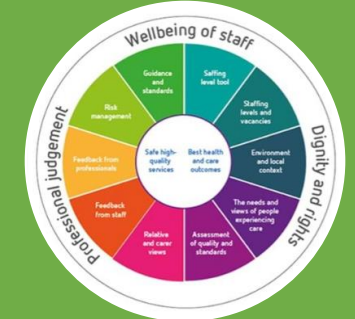 Wellbeing of staff
Guidance
and
standards
Saffing
level tool
Staffing
levels and
vacancies
Environment
and local
context
The needs and
views of people
experiencing
care
Assessment
of quality and
standards
Relative
and carer
views
Feedback
from staff
Feedback from
professionals
Risk
management
Safe high-
quality
services
Best health
and care
outcomes
Dignity and rights
Professional judgement